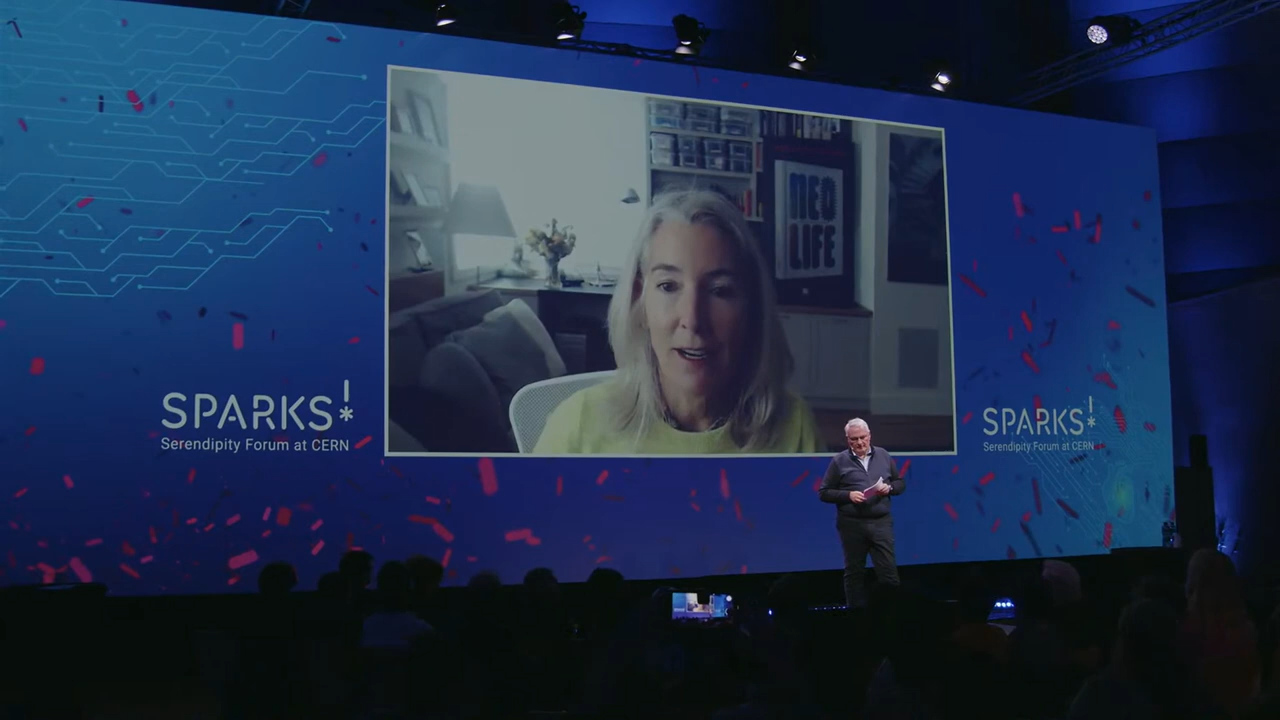 NEO
LIFE
SPARKS!
Serendipity Forum at CERN
SPARKS!
Serendipity Forum at CERN